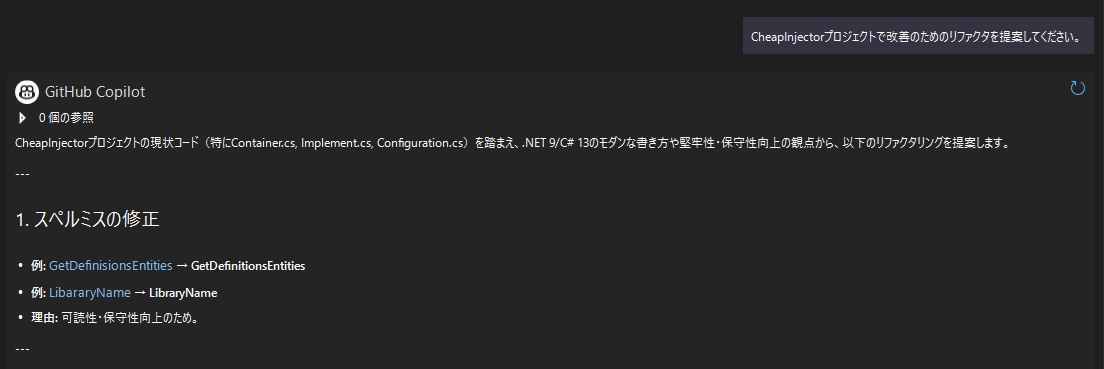 CheapInjectorプロジェクトで改善のためのリファクタを提案してください。
GitHub Copilot
0 個の参照
CheapInjectorプロジェクトの現状コード（特にContainer.cs, Implement.cs, Configuration.cs）を踏まえ、.NET 9/C# 13のモダンな書き方や堅牢性・保守性向上の観点から、以下のリファクタリングを提案します。
---
1. スペルミスの修正
• 例: GetDefinisionsEntities → GetDefinitionsEntities
• 例: LibararyName → LibraryName
• 理由: 可読性・保守性向上のため。
---